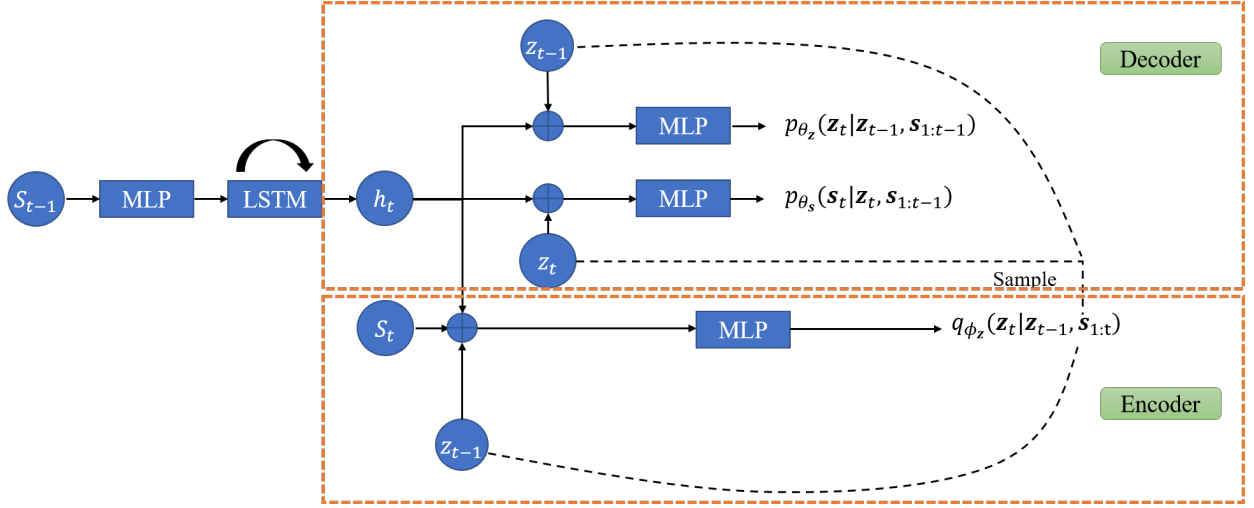 z_{t−1}
Decoder
MLP
p_{θ_z}(z_t|z_{t−1}, s_{1:t−1})
S_{t−1}
MLP
LSTM
h_t
MLP
p_{θ_s}(s_t|z_t, s_{1:t−1})
z_t
Sample
S_t
MLP
q_{ϕ_z}(z_t|z_{t−1}, s_{1:t})
Encoder
z_{t−1}